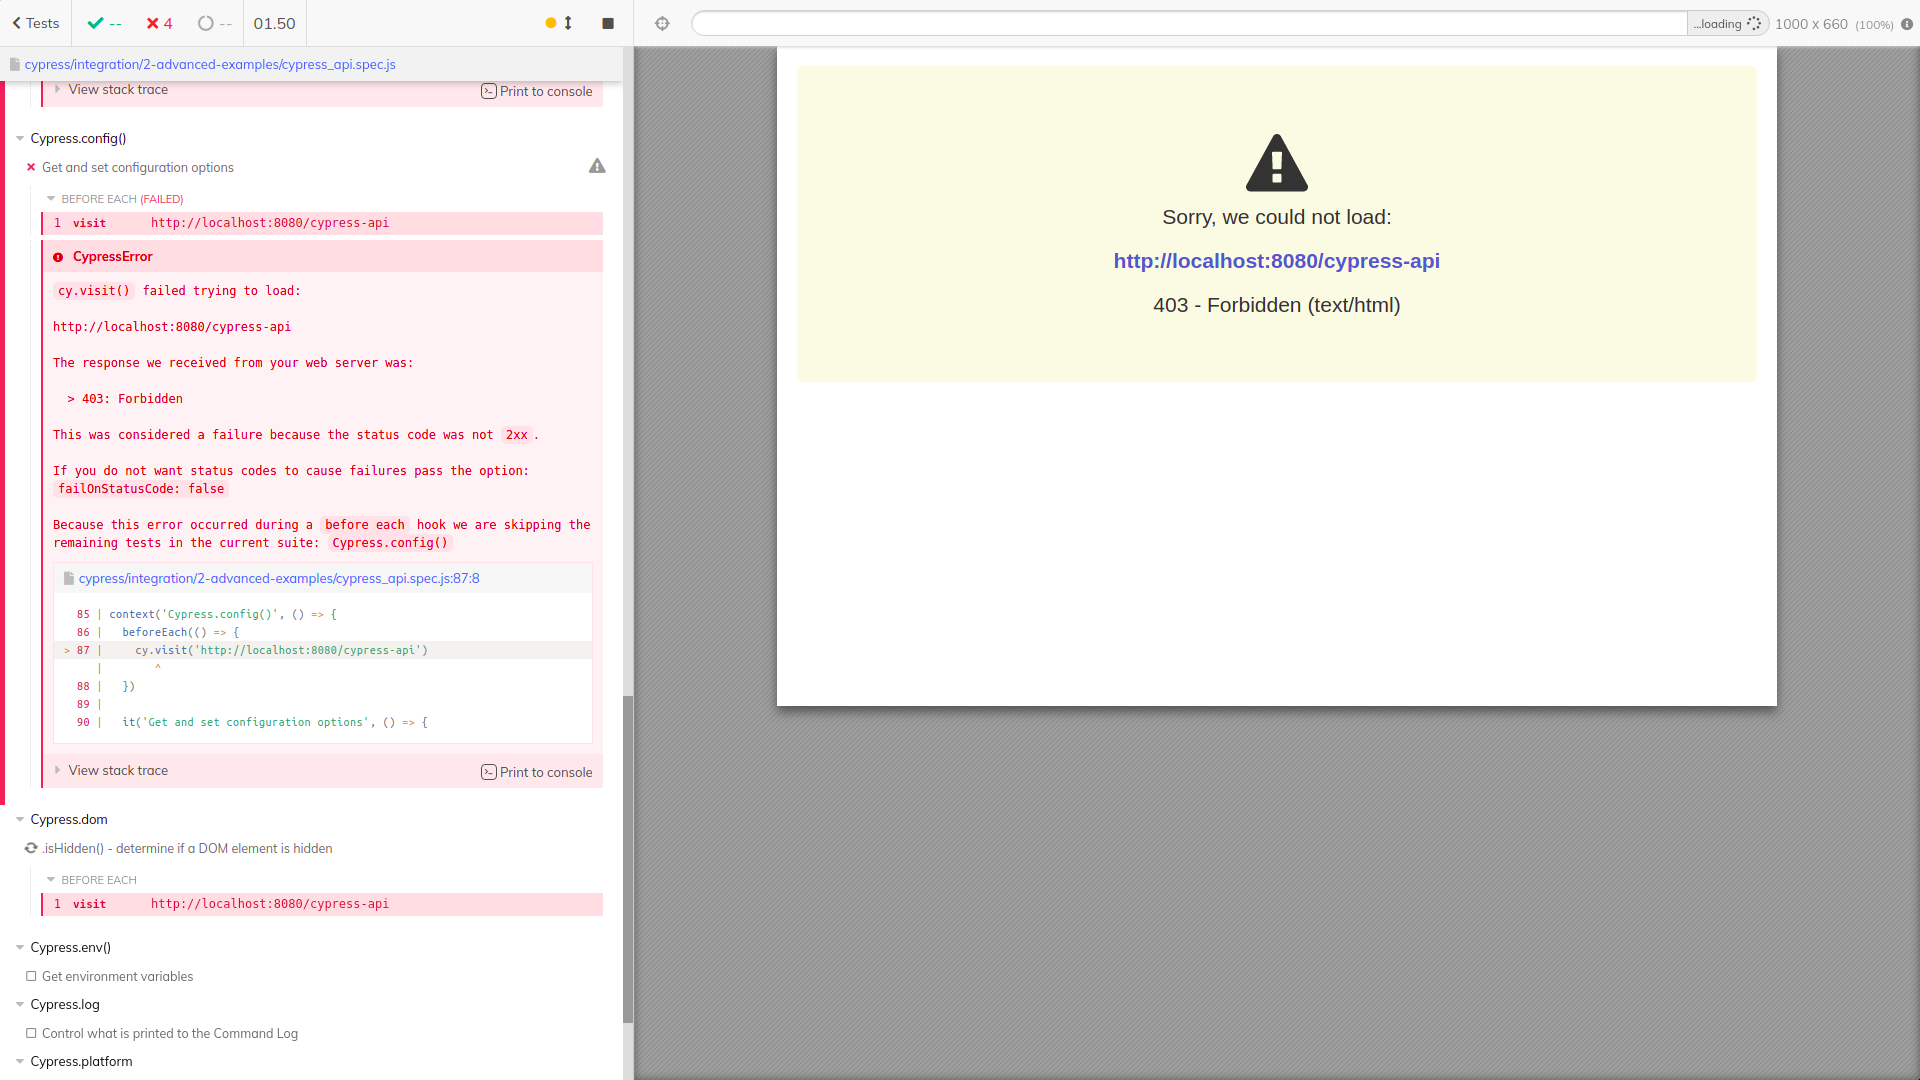 Tests
--
4
--
01.50
...loading
1000 x 660 (100%)
cypress/integration/2-advanced-examples/cypress_api.spec.js
View stack trace
Print to console
Cypress.config()
Get and set configuration options
BEFORE EACH (FAILED)
1 visit http://localhost:8080/cypress-api
CypressError
cy.visit() failed trying to load:
http://localhost:8080/cypress-api
The response we received from your web server was:
> 403: Forbidden
This was considered a failure because the status code was not 2xx.
If you do not want status codes to cause failures pass the option:
failOnStatusCode: false
Because this error occurred during a before each hook we are skipping the
remaining tests in the current suite: Cypress.config()
cypress/integration/2-advanced-examples/cypress_api.spec.js:87:8
85 | context('Cypress.config()', () => {
86 |   beforeEach(() => {
> 87 |     cy.visit('http://localhost:8080/cypress-api')
|        ^
88 |   })
89 |
90 |   it('Get and set configuration options', () => {
View stack trace
Print to console
Cypress.dom
.isHidden() - determine if a DOM element is hidden
BEFORE EACH
1 visit http://localhost:8080/cypress-api
Cypress.env()
Get environment variables
Cypress.log
Control what is printed to the Command Log
Cypress.platform
Sorry, we could not load:
http://localhost:8080/cypress-api
403 - Forbidden (text/html)